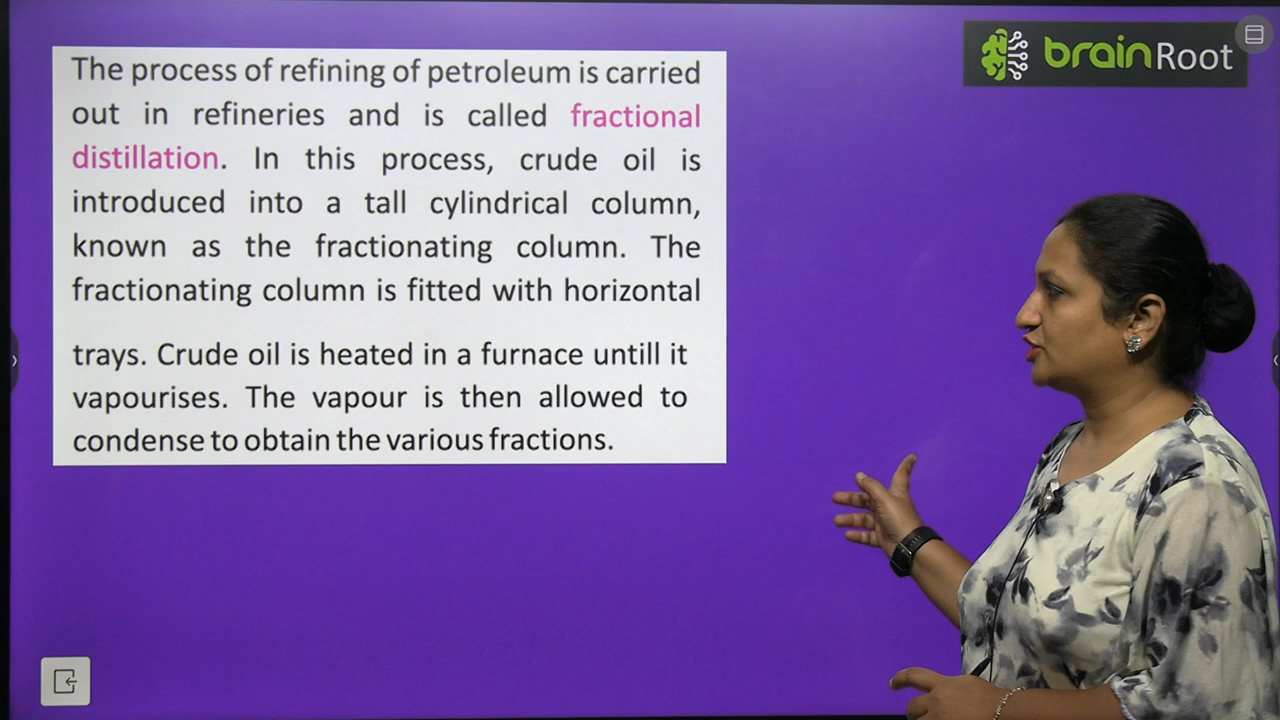 brainRoot
The process of refining of petroleum is carried
out in refineries and is called fractional
distillation. In this process, crude oil is
introduced into a tall cylindrical column,
known as the fractionating column. The
fractionating column is fitted with horizontal
trays. Crude oil is heated in a furnace untill it
vapourises. The vapour is then allowed to
condense to obtain the various fractions.